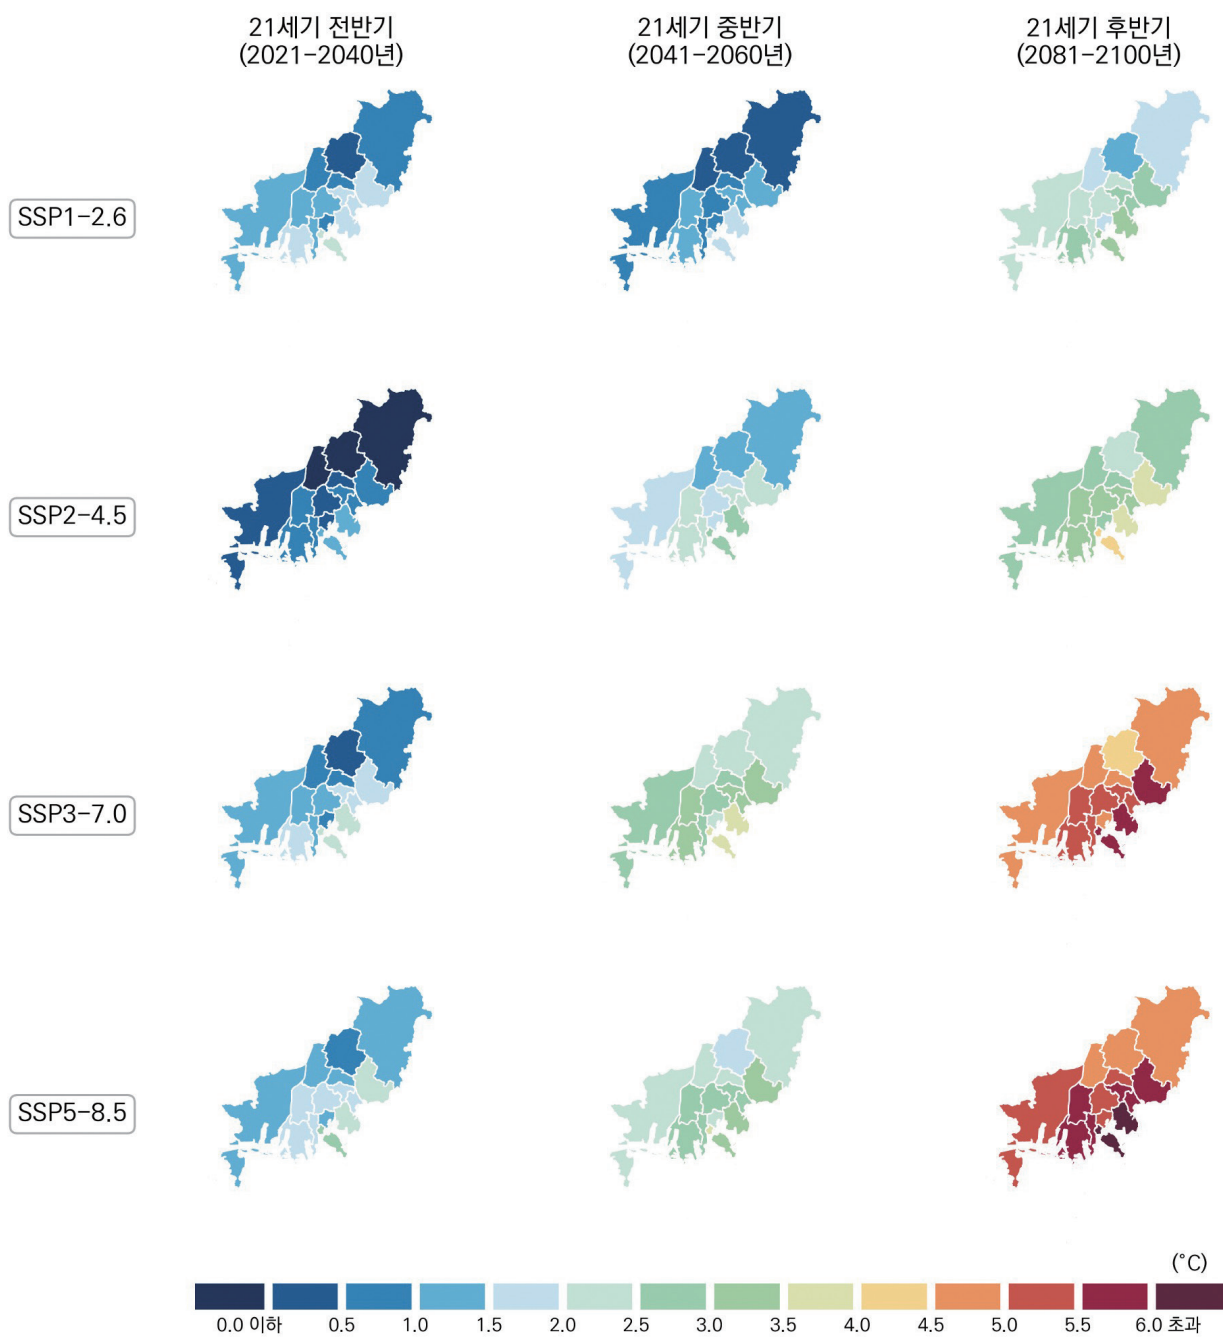 21세기 전반기
(2021-2040년)
21세기 중반기
(2041-2060년)
21세기 후반기
(2081-2100년)
SSP1-2.6
SSP2-4.5
SSP3-7.0
SSP5-8.5
(°C)
0.0 이하 0.5 1.0 1.5 2.0 2.5 3.0 3.5 4.0 4.5 5.0 5.5 6.0 초과